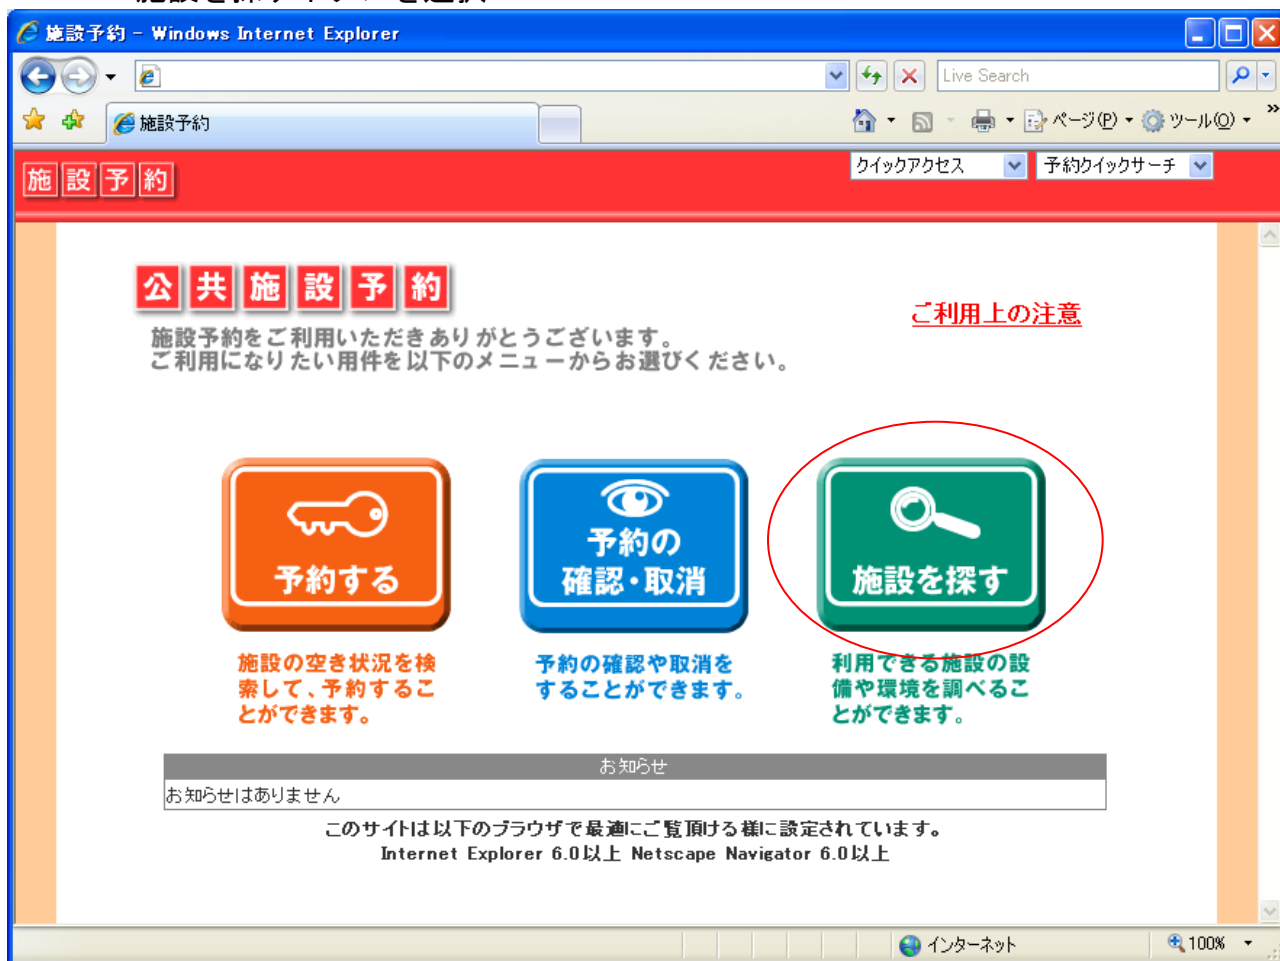 施設予約 - Windows Internet Explorer
Live Search
施設予約
ページ(P)
ツール(O)
»
施設予約
クイックアクセス
予約クイックサーチ
公共施設予約
ご利用上の注意
施設予約をご利用いただきありがとうございます。
ご利用になりたい用件を以下のメニューからお選びください。
予約する
予約の
確認・取消
施設を探す
施設の空き状況を検
索して、予約するこ
とができます。
予約の確認や取消を
することができます。
利用できる施設の設
備や環境を調べるこ
とができます。
お知らせ
お知らせはありません
このサイトは以下のブラウザで最適にご覧頂ける様に設定されています。
Internet Explorer 6.0以上 Netscape Navigator 6.0以上
インターネット
100%